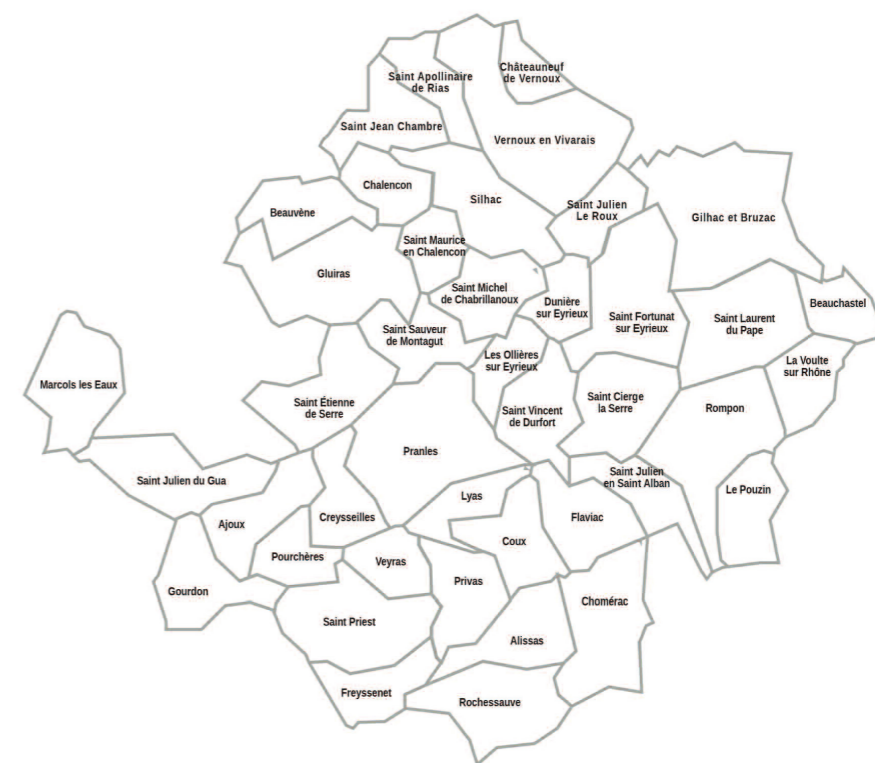 Châteauneuf
de Vernoux
Saint Apollinaire
de Rias
Saint Jean Chambre
Vernoux en Vivarais
Chalencon
Silhac
Saint Julien
Le Roux
Beauvène
Gilhac et Bruzac
Saint Maurice
en Chalencon
Gluiras
Saint Michel
de Chabrillanoux
Dunière
sur Eyrieux
Beauchastel
Saint Fortunat
sur Eyrieux
Saint Laurent
du Pape
Saint Sauveur
de Montagut
Les Ollières
sur Eyrieux
La Voulte
sur Rhône
Marcols les Eaux
Saint Étienne
de Serre
Saint Cierge
la Serre
Rompon
Saint Vincent
de Durfort
Pranles
Saint Julien du Gua
Saint Julien
en Saint Alban
Le Pouzin
Lyas
Creysseilles
Flaviac
Ajoux
Coux
Pourchères
Veyras
Privas
Gourdon
Chomérac
Saint Priest
Alissas
Freyssenet
Rochessauve